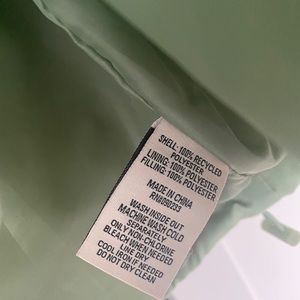 SHELL: 100% RECYCLED
POLYESTER
LINING: 100% POLYESTER
FILLING: 100% POLYESTER
MADE IN CHINA
WASH INSIDE OUT
MACHINE WASH COLD
SEPARATELY
ONLY NON-CHLORINE
BLEACH WHEN NEEDED
LINE DRY
COOL IRON IF NEEDED
DO NOT DRY CLEAN